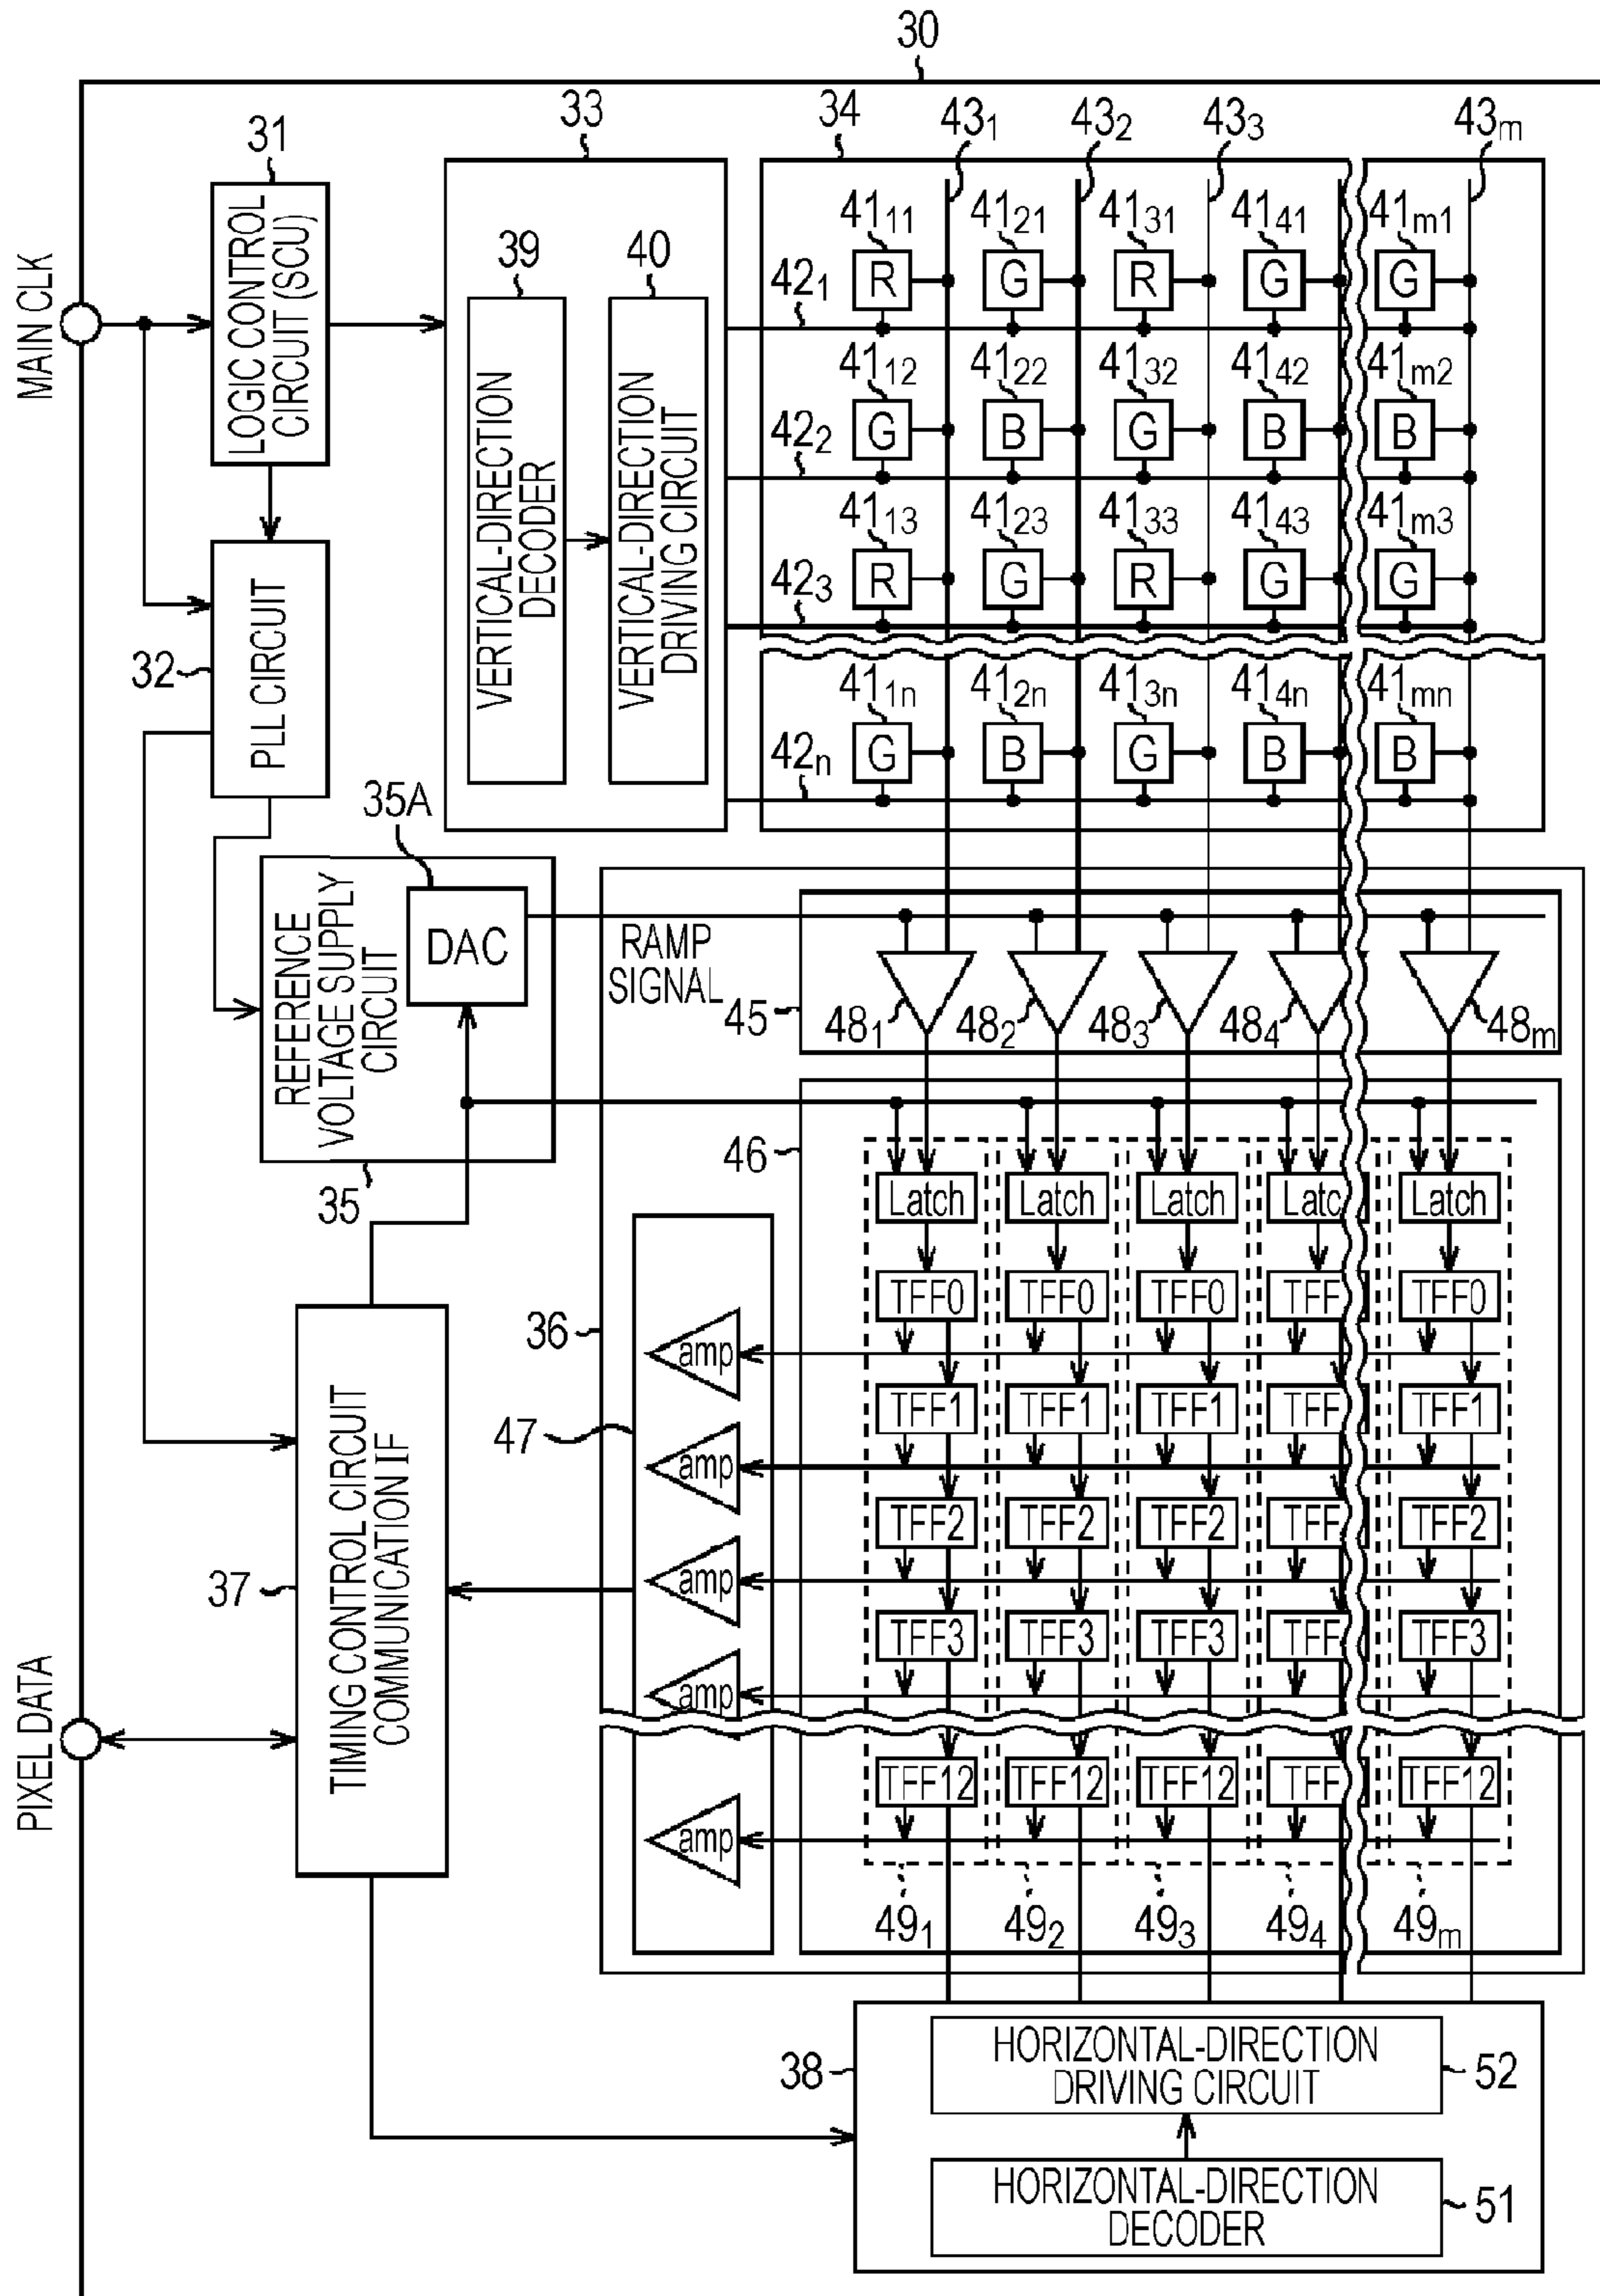 30
33
34
43₁
43₂
43₃
43ₘ
31
MAIN CLK
LOGIC CONTROL
CIRCUIT (SCU)
39
40
VERTICAL-DIRECTION
DECODER
VERTICAL-DIRECTION
DRIVING CIRCUIT
41₁₁
41₂₁
41₃₁
41₄₁
41ₘ₁
42₁
R
G
R
G
G
41₁₂
41₂₂
41₃₂
41₄₂
41ₘ₂
42₂
G
B
G
B
B
41₁₃
41₂₃
41₃₃
41₄₃
41ₘ₃
42₃
R
G
R
G
G
41₁ₙ
41₂ₙ
41₃ₙ
41₄ₙ
41ₘₙ
42ₙ
G
B
G
B
B
32
PLL CIRCUIT
35A
REFERENCE
VOLTAGE SUPPLY
CIRCUIT
DAC
35
RAMP
SIGNAL
45
48₁
48₂
48₃
48₄
48ₘ
46
Latch
Latch
Latch
Latc
Latch
36
TFF0
TFF0
TFF0
TFF
TFF0
amp
47
TFF1
TFF1
TFF1
TFF
TFF1
amp
TFF2
TFF2
TFF2
TFF
TFF2
amp
TFF3
TFF3
TFF3
TFF
TFF3
amp
TFF12
TFF12
TFF12
TFF
TFF12
amp
49₁
49₂
49₃
49₄
49ₘ
37
TIMING CONTROL CIRCUIT
COMMUNICATION IF
PIXEL DATA
38
HORIZONTAL-DIRECTION
DRIVING CIRCUIT
52
HORIZONTAL-DIRECTION
DECODER
51